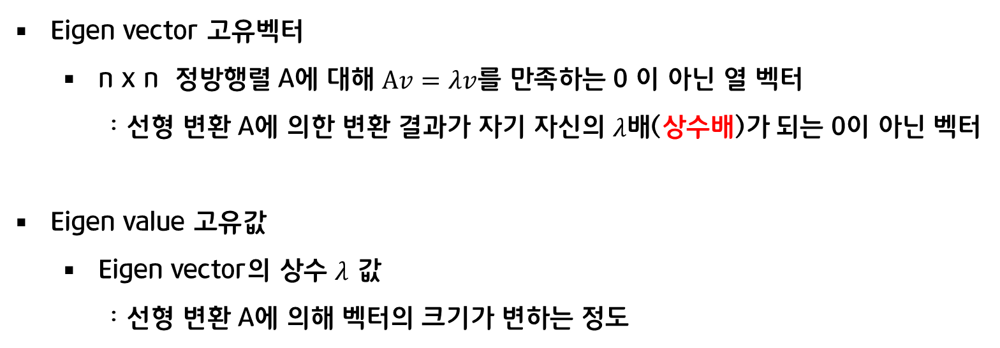 ▪ Eigen vector 고유벡터
▪ n x n 정방행렬 A에 대해 A𝑣 = 𝜆𝑣를 만족하는 0 이 아닌 열 벡터
: 선형 변환 A에 의한 변환 결과가 자기 자신의 𝜆배(상수배)가 되는 0이 아닌 벡터
▪ Eigen value 고유값
▪ Eigen vector의 상수 𝜆 값
: 선형 변환 A에 의해 벡터의 크기가 변하는 정도